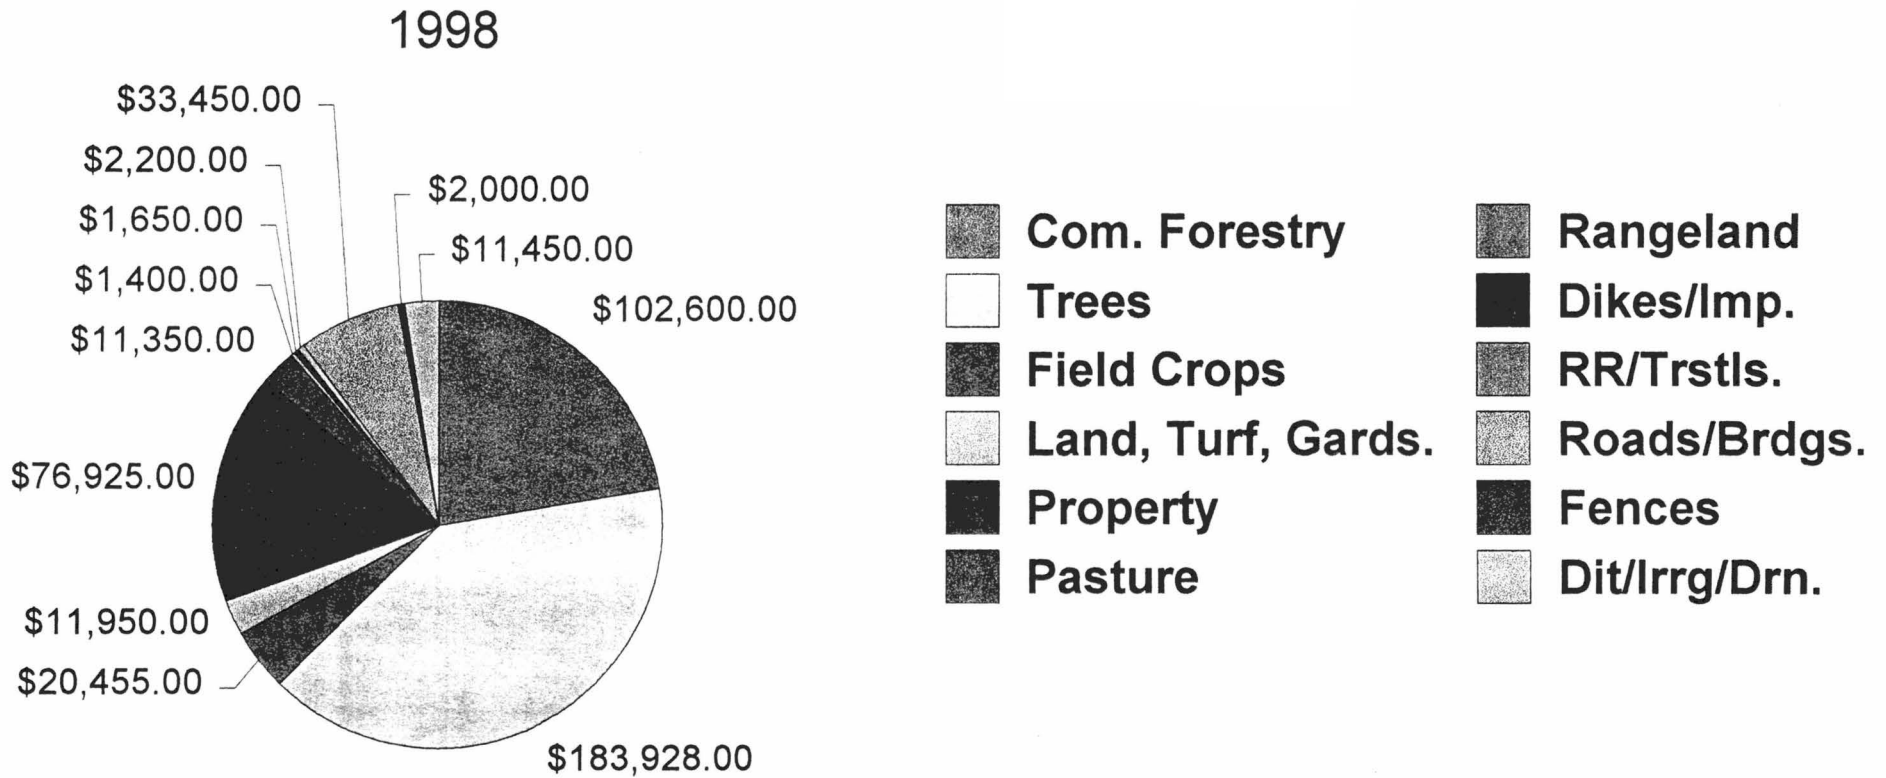 1998
$33,450.00
$2,200.00
$2,000.00
$1,650.00
$11,450.00
$1,400.00
$102,600.00
$11,350.00
$76,925.00
$11,950.00
$20,455.00
$183,928.00
Com. Forestry
Trees
Field Crops
Land, Turf, Gards.
Property
Pasture
Rangeland
Dikes/Imp.
RR/Trstls.
Roads/Brdgs.
Fences
Dit/Irrg/Drn.